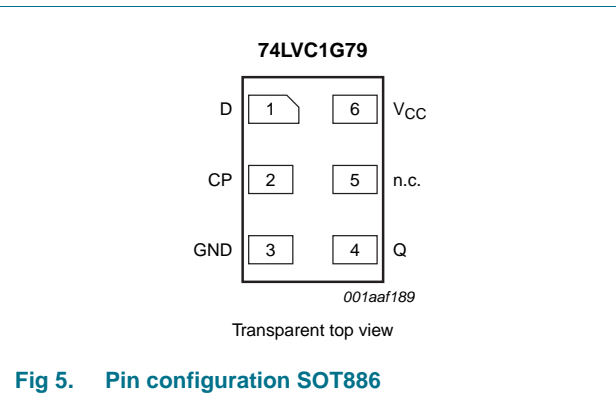 74LVC1G79
D 1 6 VCC
CP 2 5 n.c.
GND 3 4 Q
001aaf189
Transparent top view
Fig 5. Pin configuration SOT886